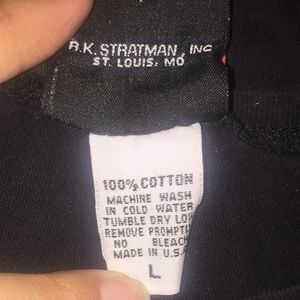 R.K. STRATMAN, INC
ST. LOUIS, MO
100% COTTON
MACHINE WASH
IN COLD WATER
TUMBLE DRY LOW
REMOVE PROMPTLY
NO BLEACH
MADE IN U.S.A
L